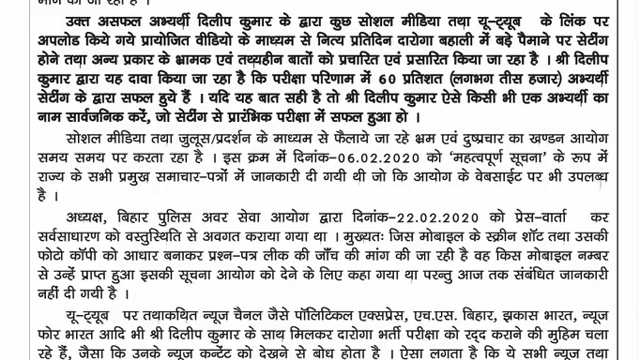 मांग की जा रही है ।
उक्त असफल अभ्यर्थी दिलीप कुमार के द्वारा कुछ सोशल मीडिया तथा यू-ट्यूब के लिंक पर
अपलोड किये गये प्रायोजित वीडियो के माध्यम से नित्य प्रतिदिन दारोगा बहाली में बड़े पैमाने पर सेटिंग
होने तथा अन्य प्रकार के भ्रामक एवं तथ्यहीन बातों को प्रचारित एवं प्रसारित किया जा रहा है । श्री दिलीप
कुमार द्वारा यह दावा किया जा रहा है कि परीक्षा परिणाम में 60 प्रतिशत (लगभग तीस हजार) अभ्यर्थी
सेटिंग के द्वारा सफल हुये हैं । यदि यह बात सही है तो श्री दिलीप कुमार ऐसे किसी भी एक अभ्यर्थी का
नाम सार्वजनिक करें, जो सेटिंग से प्रारंभिक परीक्षा में सफल हुआ हो ।
सोशल मीडिया तथा जुलूस/प्रदर्शन के माध्यम से फैलाये जा रहे भ्रम एवं दुष्प्रचार का खण्डन आयोग
समय समय पर करता रहा है । इस क्रम में दिनांक-06.02.2020 को 'महत्वपूर्ण सूचना' के रूप में
राज्य के सभी प्रमुख समाचार-पत्रों में जानकारी दी गयी थी जो कि आयोग के वेबसाईट पर भी उपलब्ध
है ।
अध्यक्ष, बिहार पुलिस अवर सेवा आयोग द्वारा दिनांक-22.02.2020 को प्रेस-वार्ता कर
सर्वसाधारण को वस्तुस्थिति से अवगत कराया गया था । मुख्यतः जिस मोबाइल के स्क्रीन शॉट तथा उसकी
फोटो कॉपी को आधार बनाकर प्रश्न-पत्र लीक की जाँच की मांग की जा रही है वह किस मोबाइल नम्बर
से उन्हें प्राप्त हुआ इसकी सूचना आयोग को देने के लिए कहा गया था परन्तु आज तक संबंधित जानकारी
नहीं दी गयी है ।
यू-ट्यूब पर तथाकथित न्यूज चैनल जैसे पॉलिटिकल एक्सप्रेस, एच.एस. बिहार, झकास भारत, न्यूज
फोर भारत आदि भी श्री दिलीप कुमार के साथ मिलकर दारोगा भर्ती परीक्षा को रद्द कराने की मुहिम चला
रहे हैं, जैसा कि उनके न्यूज कन्टेंट को देखने से बोध होता है । ऐसा लगता है कि ये सभी न्यूज तथा